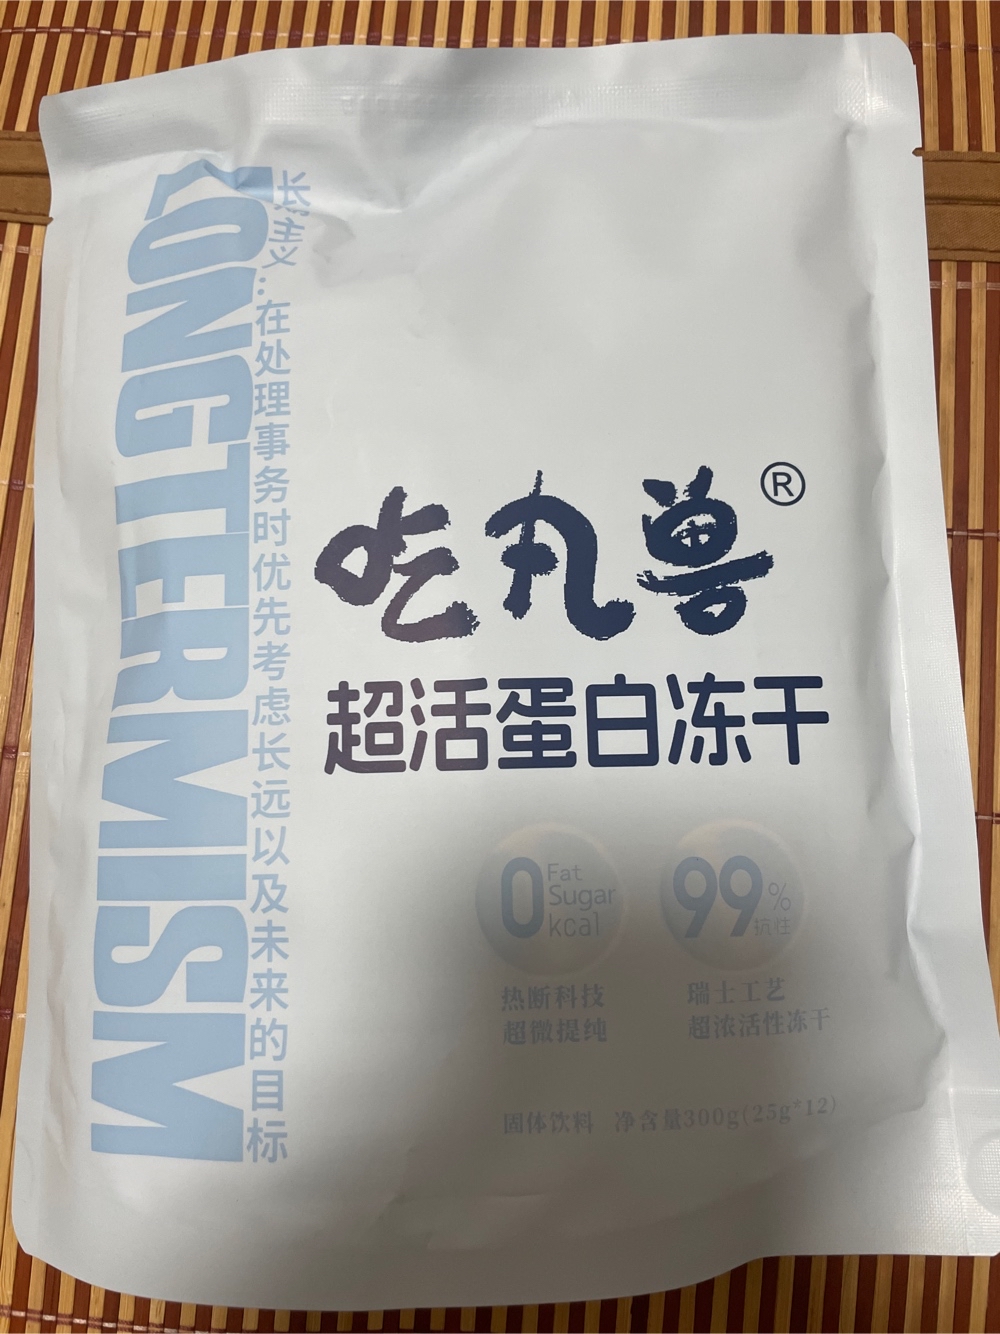 LONGTERMISM
长期主义：在处理事务时优先考虑长远以及未来的目标
吃丸兽®
超活蛋白冻干
0 Fat
Sugar
kcal
99%
抗性
热断科技
超微提纯
瑞士工艺
超浓活性冻干
固体饮料 净含量300g(25g*12)